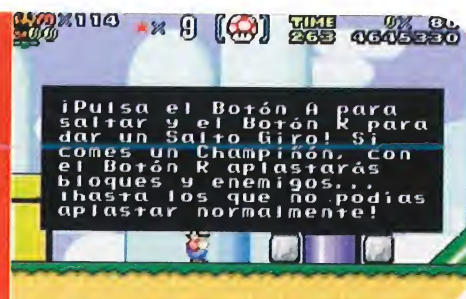 ×114 ★× 9 TIME
263 4645330
¡Pulsa el Botón A para
saltar y el Botón R para
dar un Salto Giro! Si
comes un Champiñón, con
el Botón R aplastarás
bloques y enemigos...
¡hasta los que no podías
aplastar normalmente!